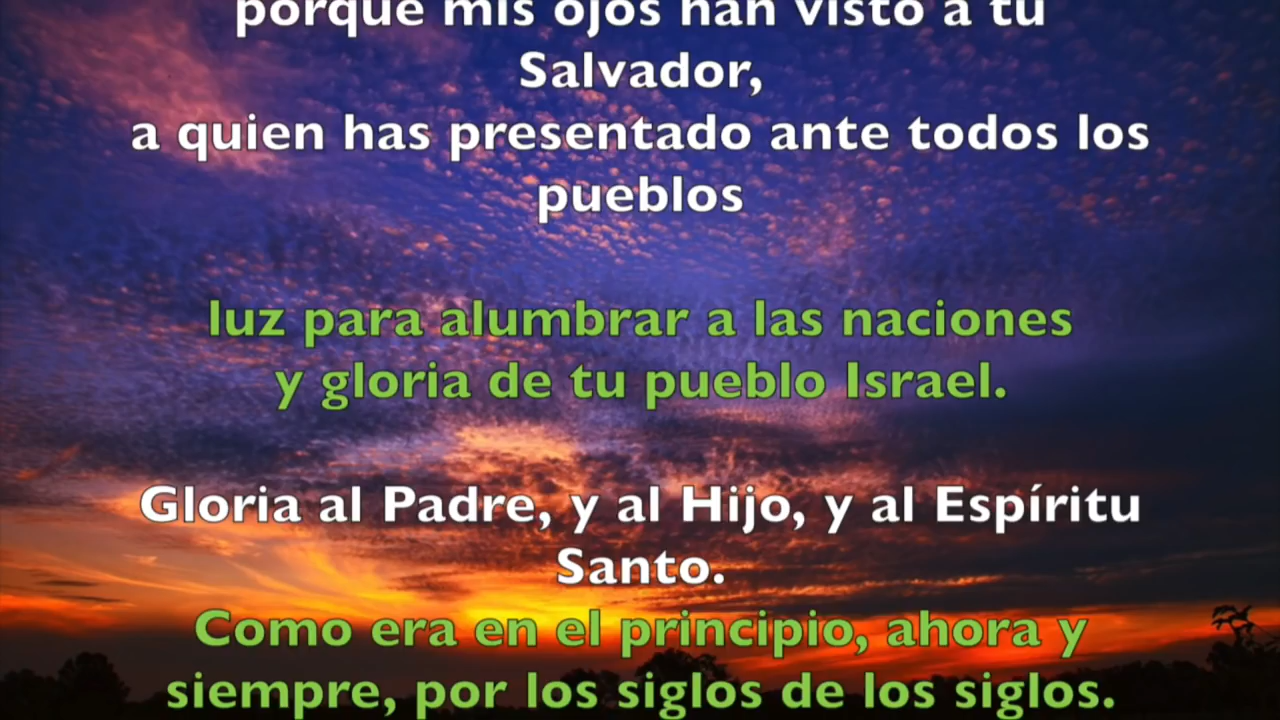 porque mis ojos han visto a tu
Salvador,
a quien has presentado ante todos los
pueblos
luz para alumbrar a las naciones
y gloria de tu pueblo Israel.
Gloria al Padre, y al Hijo, y al Espíritu
Santo.
Como era en el principio, ahora y
siempre, por los siglos de los siglos.